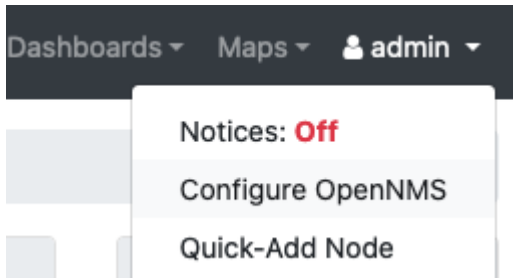 Dashboards Maps admin
Notices: Off
Configure OpenNMS
Quick-Add Node